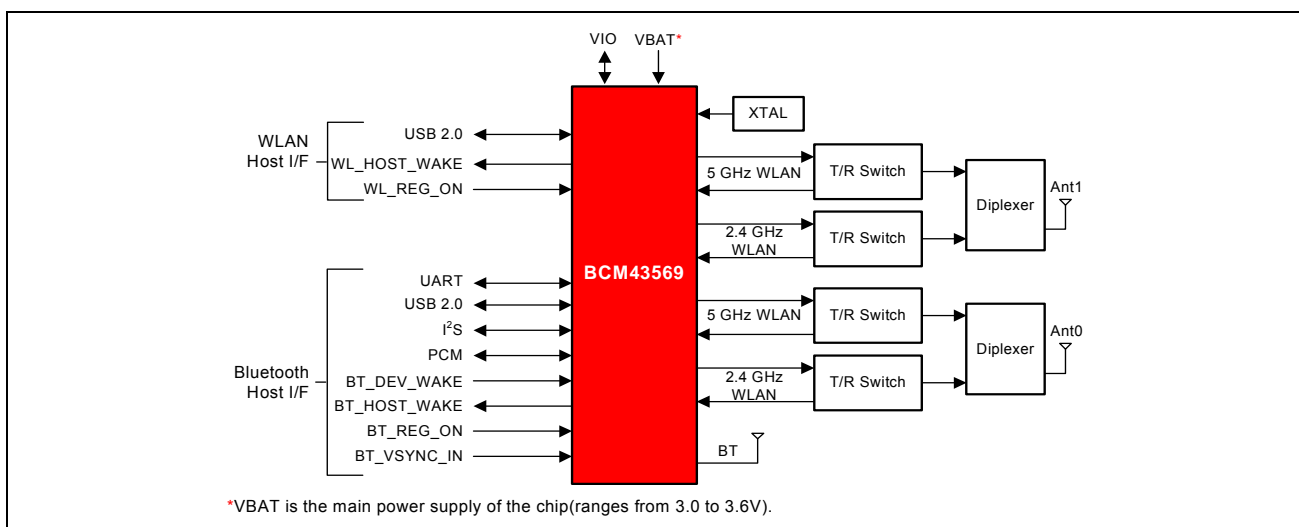 VIO VBAT*
XTAL
WLAN
Host I/F
USB 2.0
WL_HOST_WAKE
WL_REG_ON
5 GHz WLAN
T/R Switch
2.4 GHz
WLAN
T/R Switch
Diplexer
Ant1
BCM43569
Bluetooth
Host I/F
UART
USB 2.0
I²S
PCM
BT_DEV_WAKE
BT_HOST_WAKE
BT_REG_ON
BT_VSYNC_IN
5 GHz WLAN
T/R Switch
2.4 GHz
WLAN
T/R Switch
Diplexer
Ant0
BT
*VBAT is the main power supply of the chip(ranges from 3.0 to 3.6V).